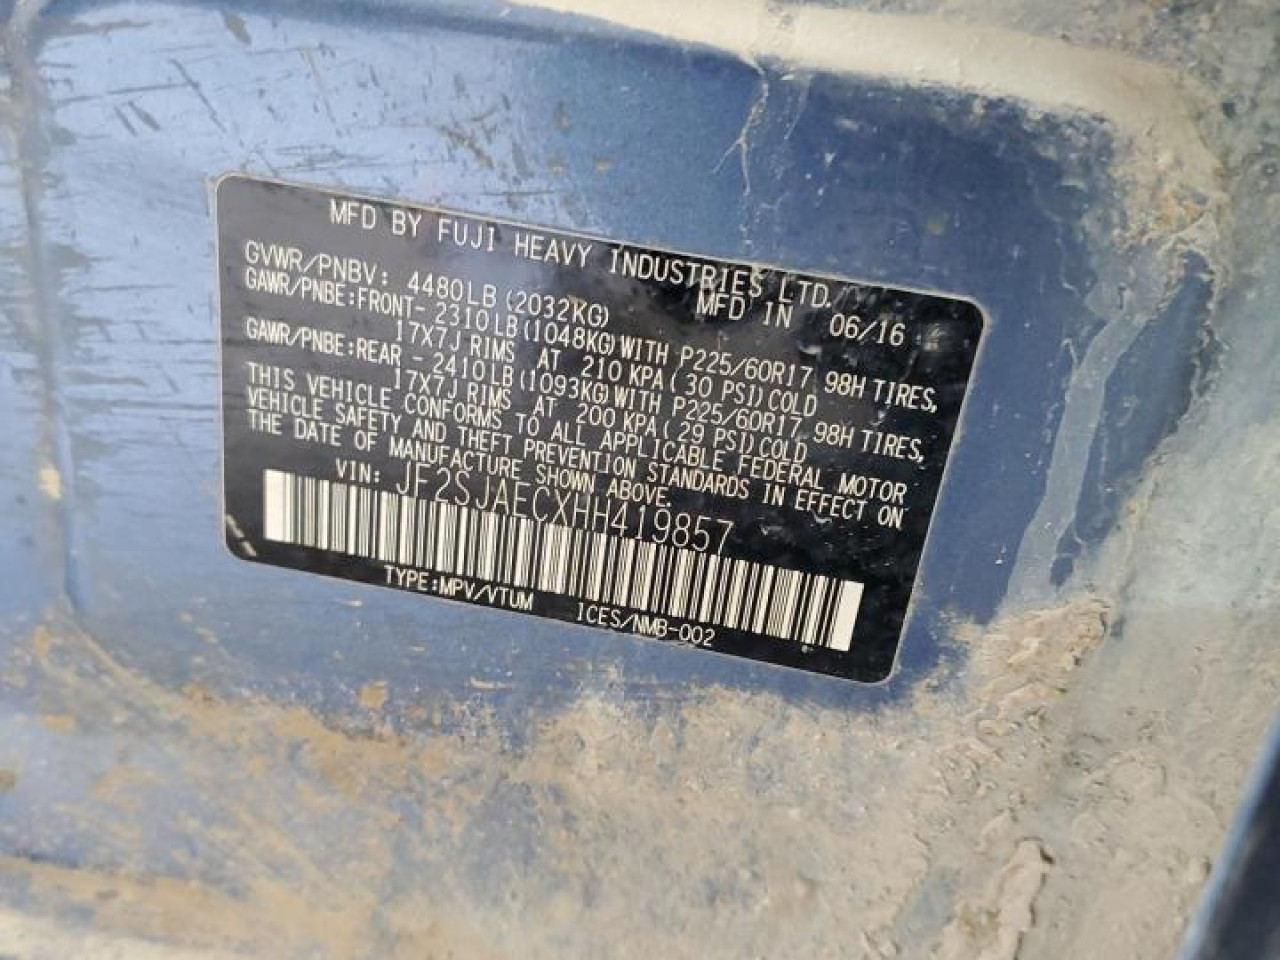 MFD BY FUJI HEAVY INDUSTRIES LTD.
GVWR/PNBV: 4480LB(2032KG) MFD IN 06/16
GAWR/PNBE:FRONT- 2310LB(1048KG)WITH P225/60R17 98H TIRES,
17X7J RIMS AT 210 KPA(30 PSI)COLD
GAWR/PNBE:REAR - 2410LB(1093KG)WITH P225/60R17 98H TIRES,
17X7J RIMS AT 200 KPA(29 PSI)COLD
THIS VEHICLE CONFORMS TO ALL APPLICABLE FEDERAL MOTOR
VEHICLE SAFETY AND THEFT PREVENTION STANDARDS IN EFFECT ON
THE DATE OF MANUFACTURE SHOWN ABOVE.
VIN: JF2SJAECXHH419857
TYPE:MPV/VTUM ICES/NMB-002